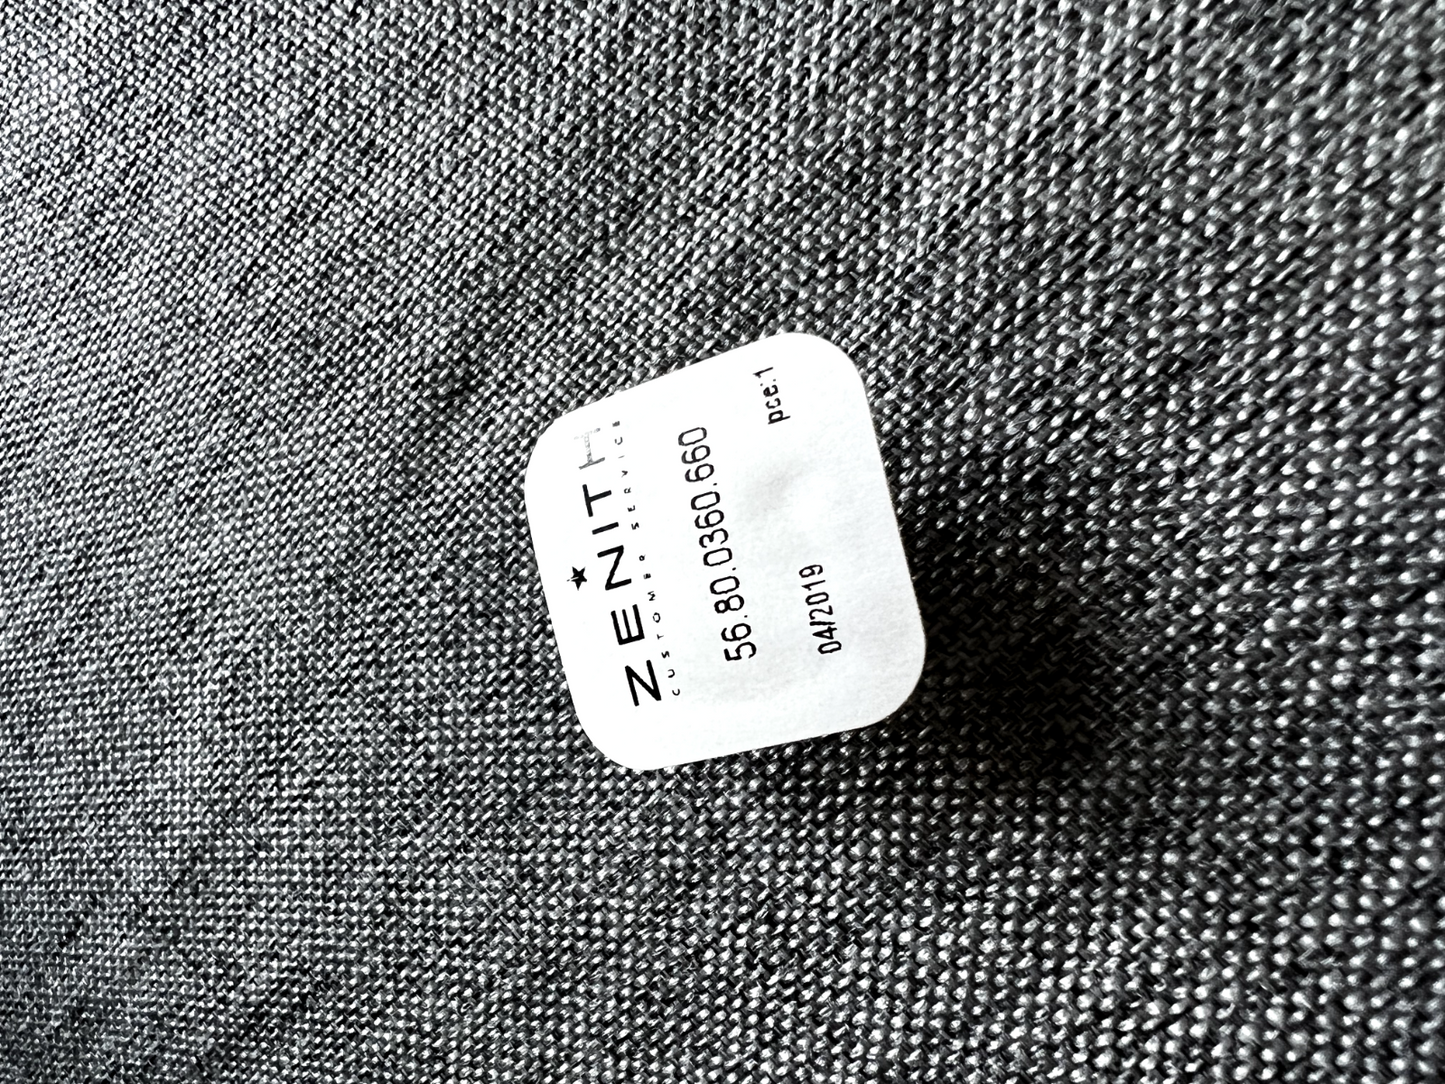 ZENITH
CUSTOMER SERVICE
56.80.0360.660
04/2019
pce:1